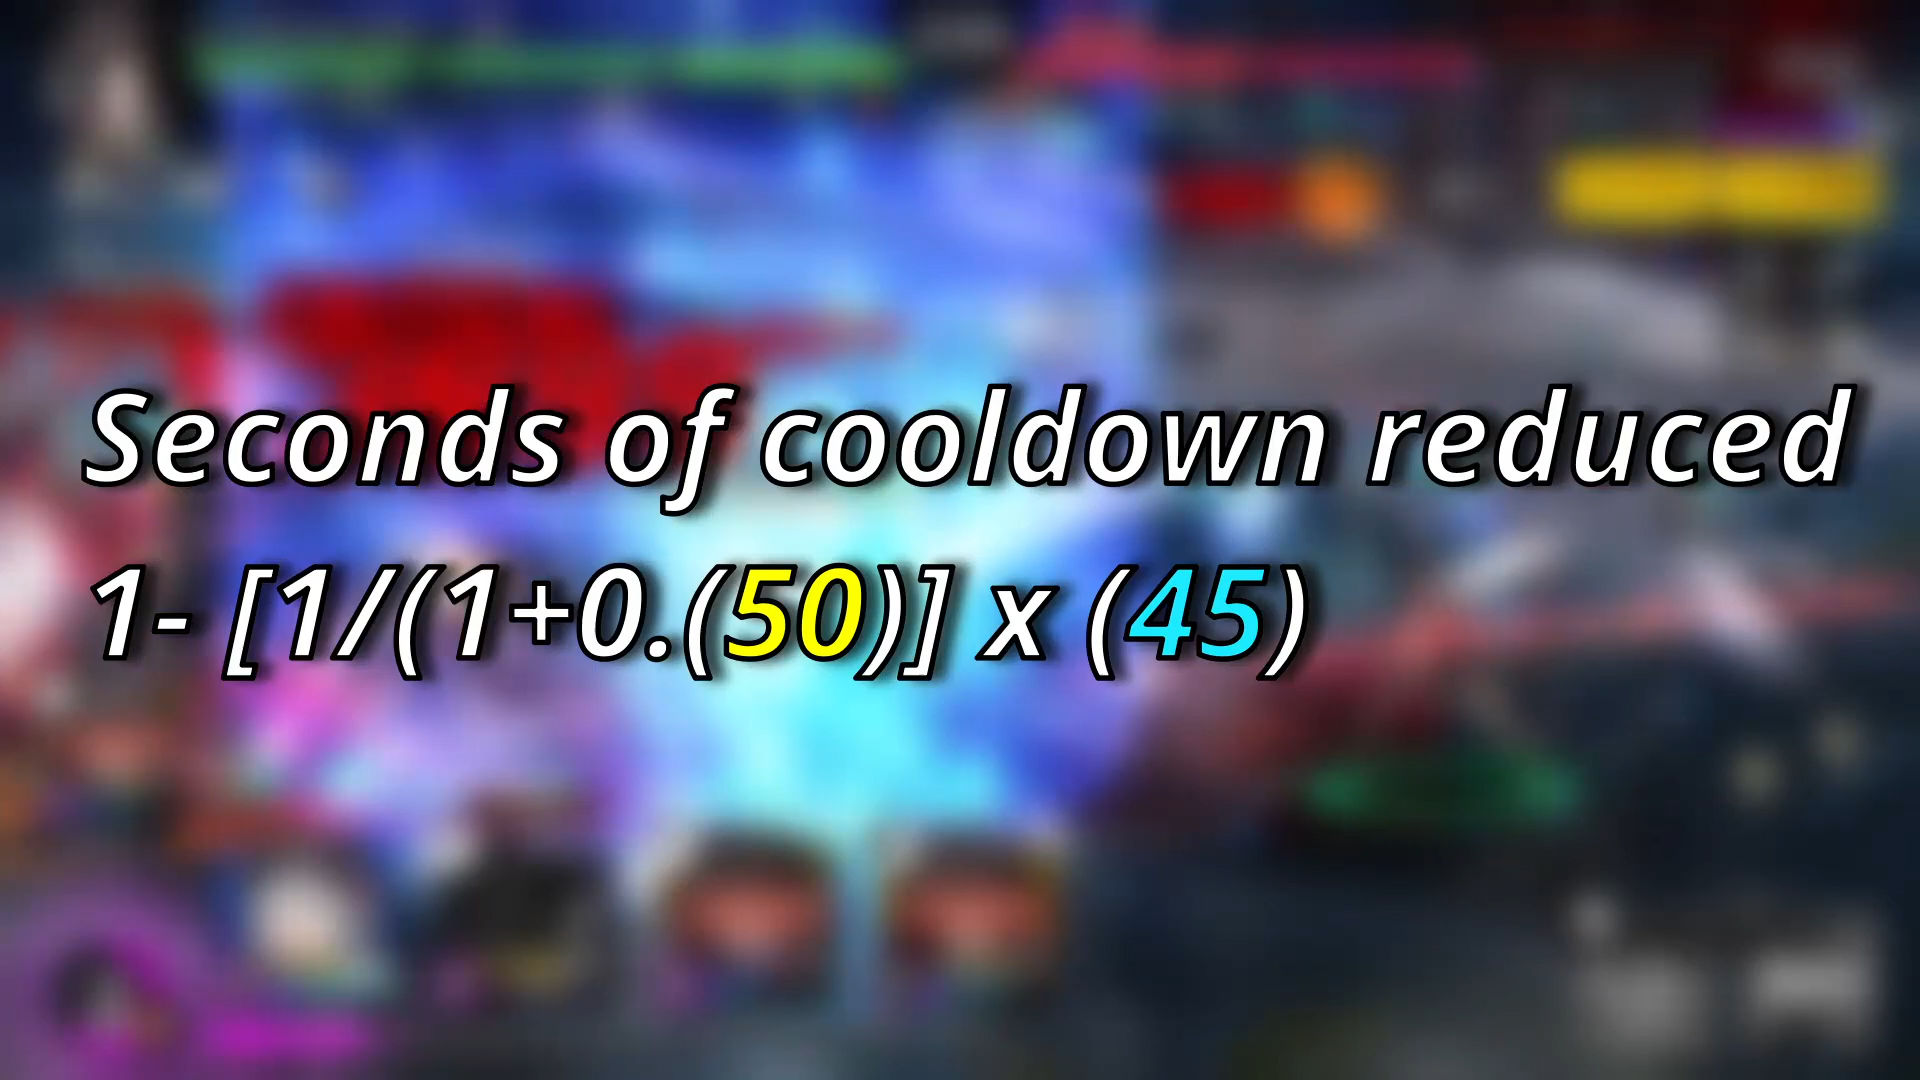 Seconds of cooldown reduced
1- [1/(1+0.(50)] x (45)